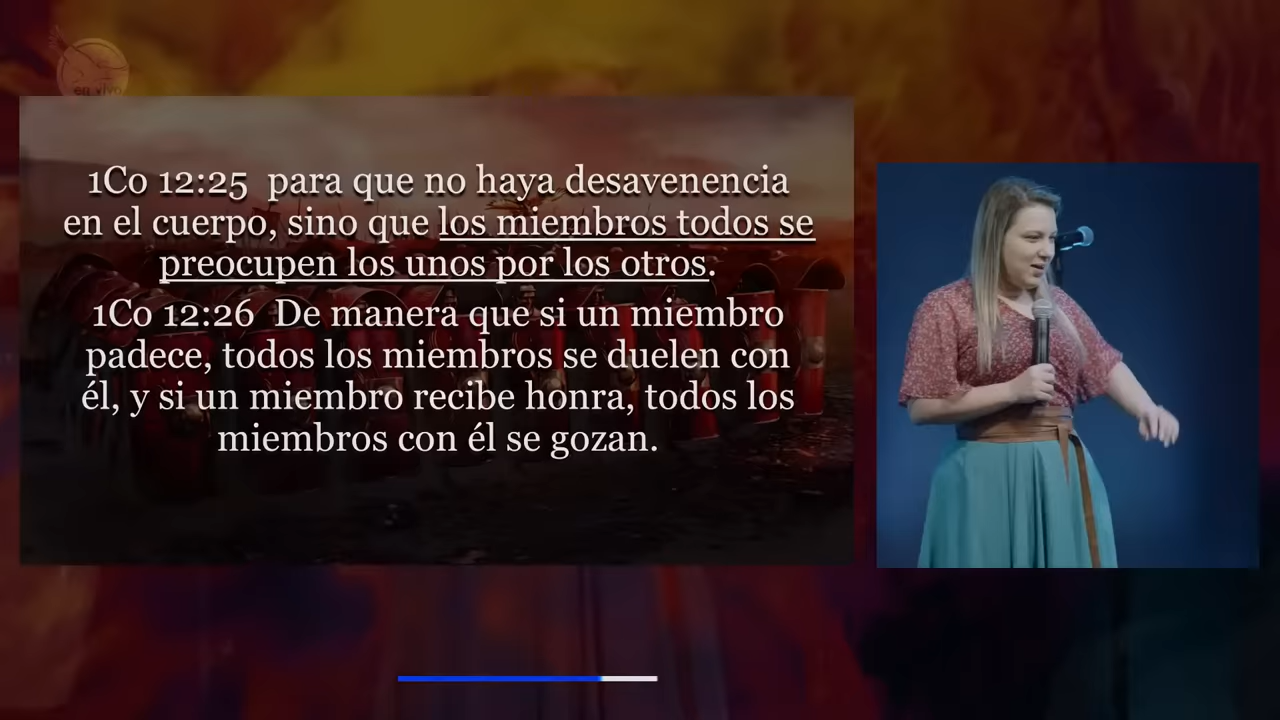 en vivo
1Co 12:25 para que no haya desavenencia
en el cuerpo, sino que los miembros todos se
preocupen los unos por los otros.
1Co 12:26 De manera que si un miembro
padece, todos los miembros se duelen con
él, y si un miembro recibe honra, todos los
miembros con él se gozan.